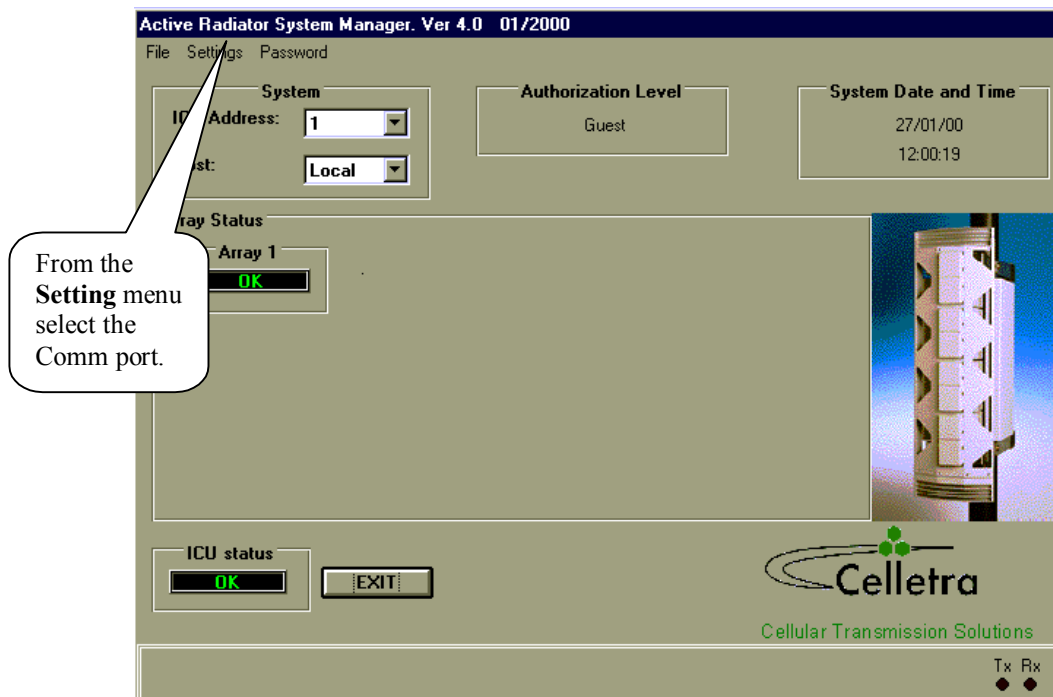 Active Radiator System Manager. Ver 4.0 01/2000
File Settings Password
System
Address:
1
Local
Authorization Level
Guest
System Date and Time
27/01/00
12:00:19
Status
Array 1
OK
From the
Setting menu
select the
Comm port.
ICU status
OK
EXIT
Celletra
Cellular Transmission Solutions
Tx Rx